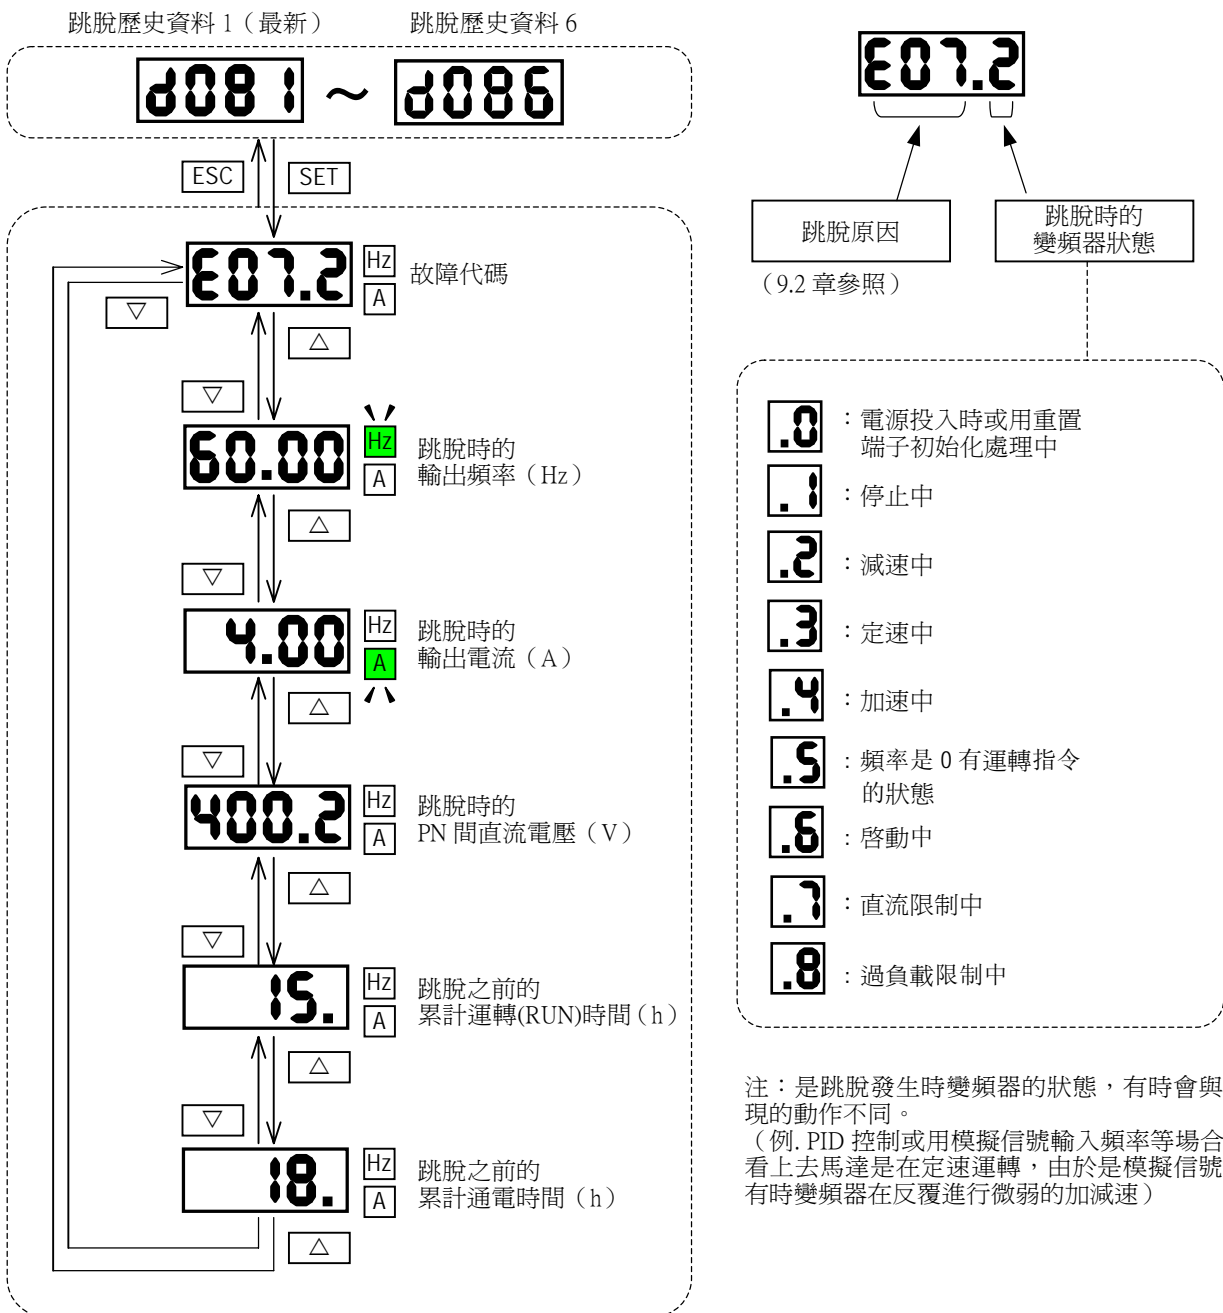 跳脫歷史資料 1（最新）
跳脫歷史資料 6
d081 ～ d086
ESC
SET
E07.2
Hz
A
故障代碼
▽
△
▽
60.00
Hz
A
跳脫時的
輸出頻率（Hz）
△
▽
4.00
Hz
A
跳脫時的
輸出電流（A）
△
▽
400.2
Hz
A
跳脫時的
PN 間直流電壓（V）
△
▽
15.
Hz
A
跳脫之前的
累計運轉(RUN)時間（h）
△
▽
18.
Hz
A
跳脫之前的
累計通電時間（h）
△
E07.2
跳脫原因
（9.2 章參照）
跳脫時的
變頻器狀態
.0 ：電源投入時或用重置
端子初始化處理中
.1 ：停止中
.2 ：減速中
.3 ：定速中
.4 ：加速中
.5 ：頻率是 0 有運轉指令
的狀態
.6 ：啓動中
.7 ：直流限制中
.8 ：過負載限制中
注：是跳脫發生時變頻器的狀態，有時會與
現的動作不同。
（例. PID 控制或用模擬信號輸入頻率等場合
看上去馬達是在定速運轉，由於是模擬信號
有時變頻器在反覆進行微弱的加減速）